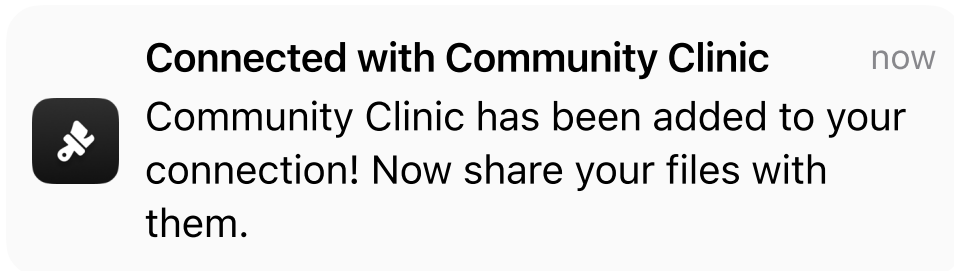 Connected with Community Clinic
now
Community Clinic has been added to your
connection! Now share your files with
them.